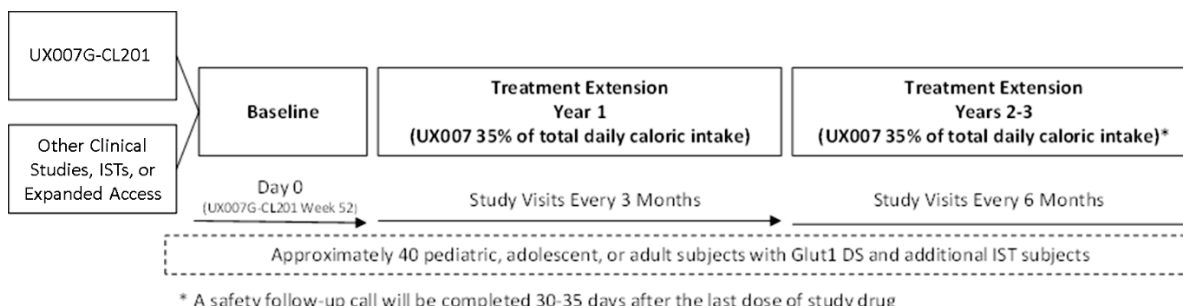 UX007G-CL201
Other Clinical
Studies, ISTs, or
Expanded Access
Baseline
Treatment Extension
Year 1
(UX007 35% of total daily caloric intake)
Treatment Extension
Years 2-3
(UX007 35% of total daily caloric intake)*
Day 0
(UX007G-CL201 Week 52)
Study Visits Every 3 Months
Study Visits Every 6 Months
Approximately 40 pediatric, adolescent, or adult subjects with Glut1 DS and additional IST subjects
* A safety follow-up call will be completed 30-35 days after the last dose of study drug